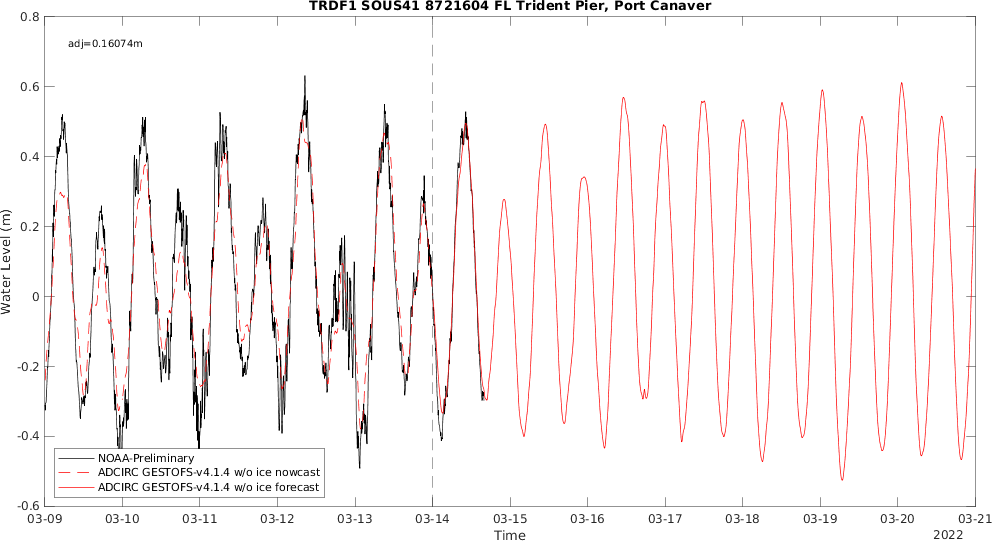 TRDF1 SOUS41 8721604 FL Trident Pier, Port Canaver
adj=0.16074m
Water Level (m)
0.8
0.6
0.4
0.2
0
-0.2
-0.4
-0.6
NOAA-Preliminary
ADCIRC GESTOFS-v4.1.4 w/o ice nowcast
ADCIRC GESTOFS-v4.1.4 w/o ice forecast
03-09 03-10 03-11 03-12 03-13 03-14 03-15 03-16 03-17 03-18 03-19 03-20 03-21
Time
2022